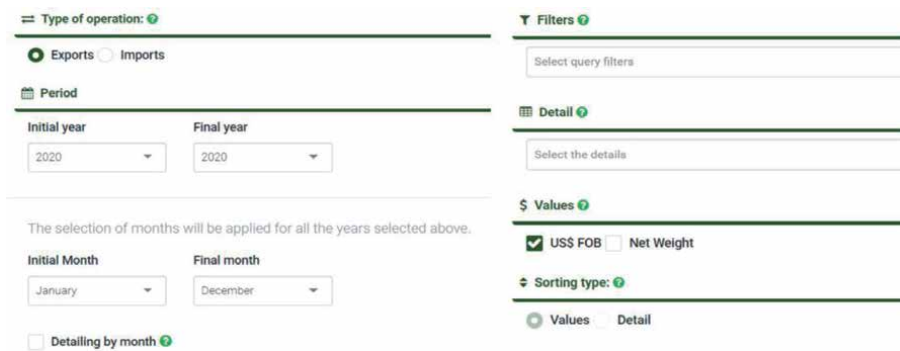 Type of operation:
Exports Imports
Period
Initial year Final year
2020 2020
The selection of months will be applied for all the years selected above.
Initial Month Final month
January December
Detailing by month
Filters
Select query filters
Detail
Select the details
$ Values
US$ FOB Net Weight
Sorting type:
Values Detail